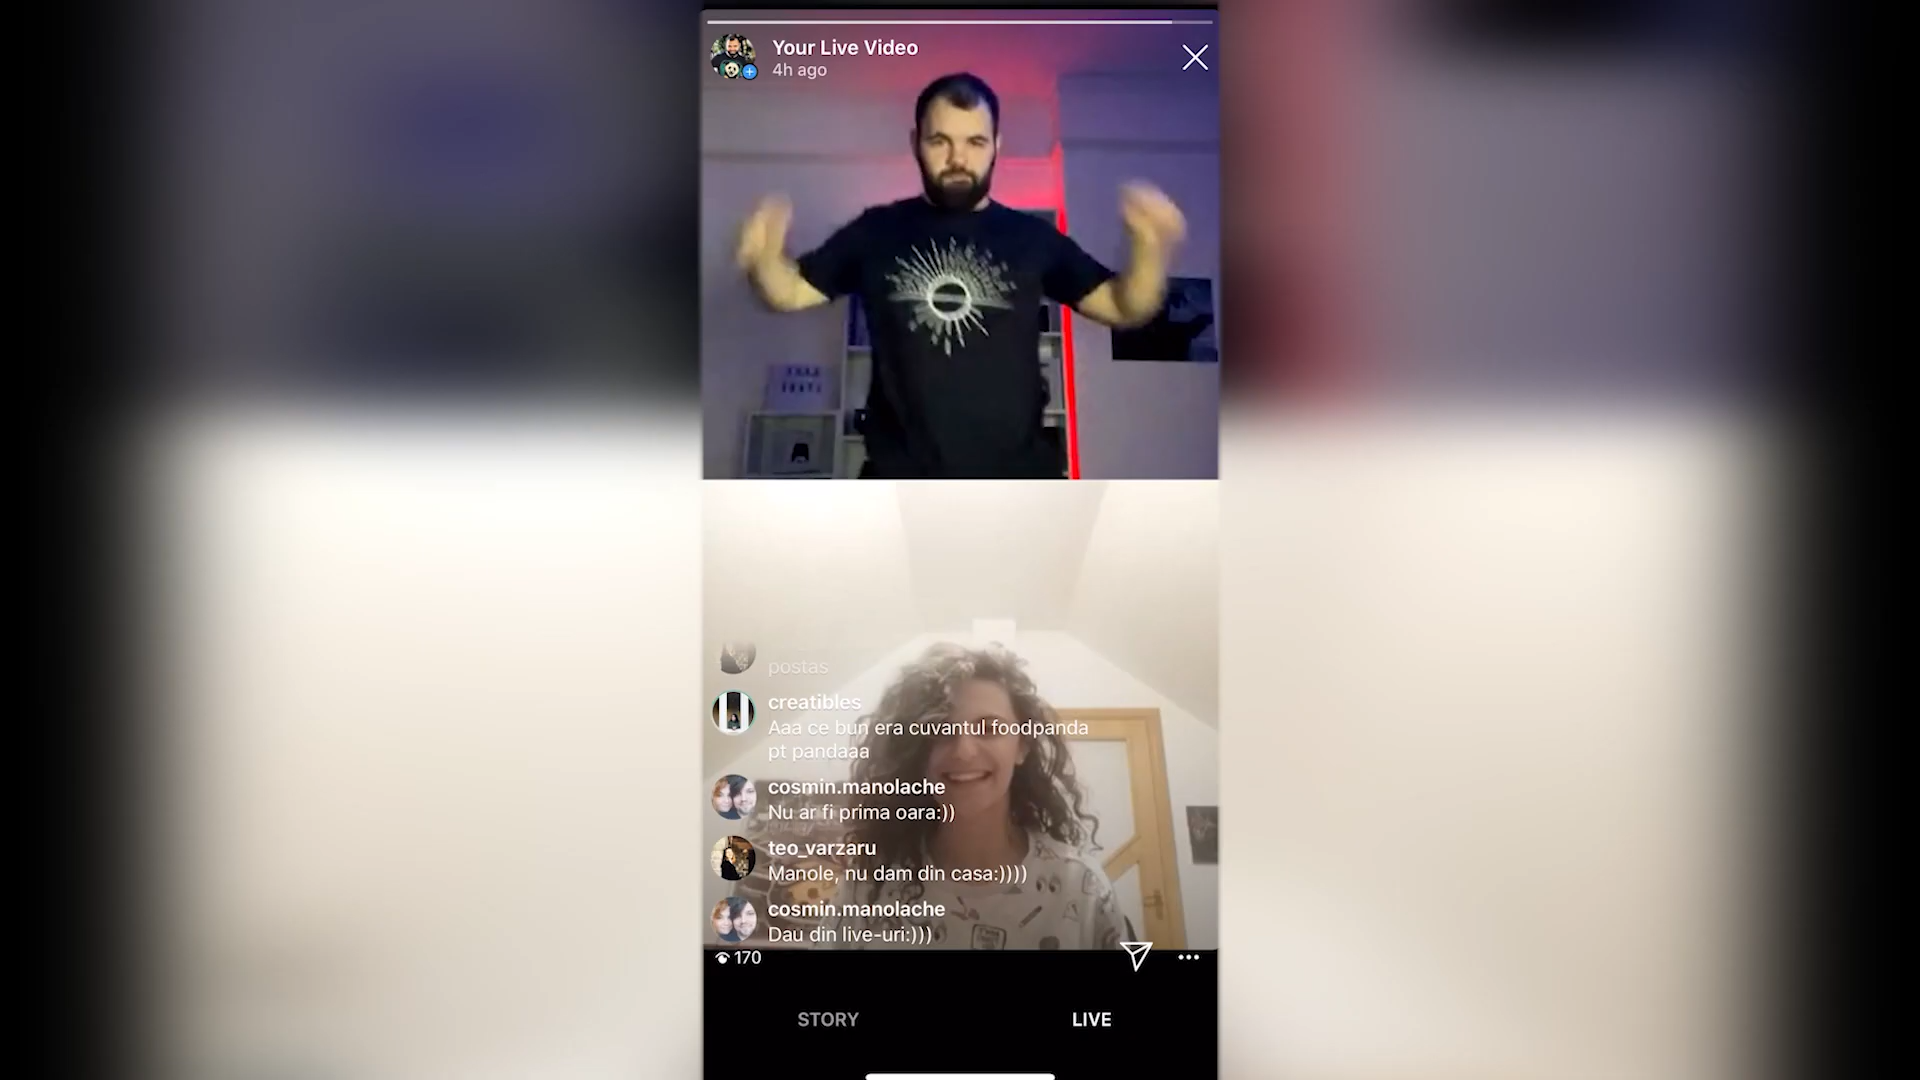 Your Live Video
4h ago
postas
creatibles
Aaa ce bun era cuvantul foodpanda
pt pandaaa
cosmin.manolache
Nu ar fi prima oara:))
teo_varzaru
Manole, nu dam din casa:))))
cosmin.manolache
Dau din live-uri:)))
170
STORY
LIVE